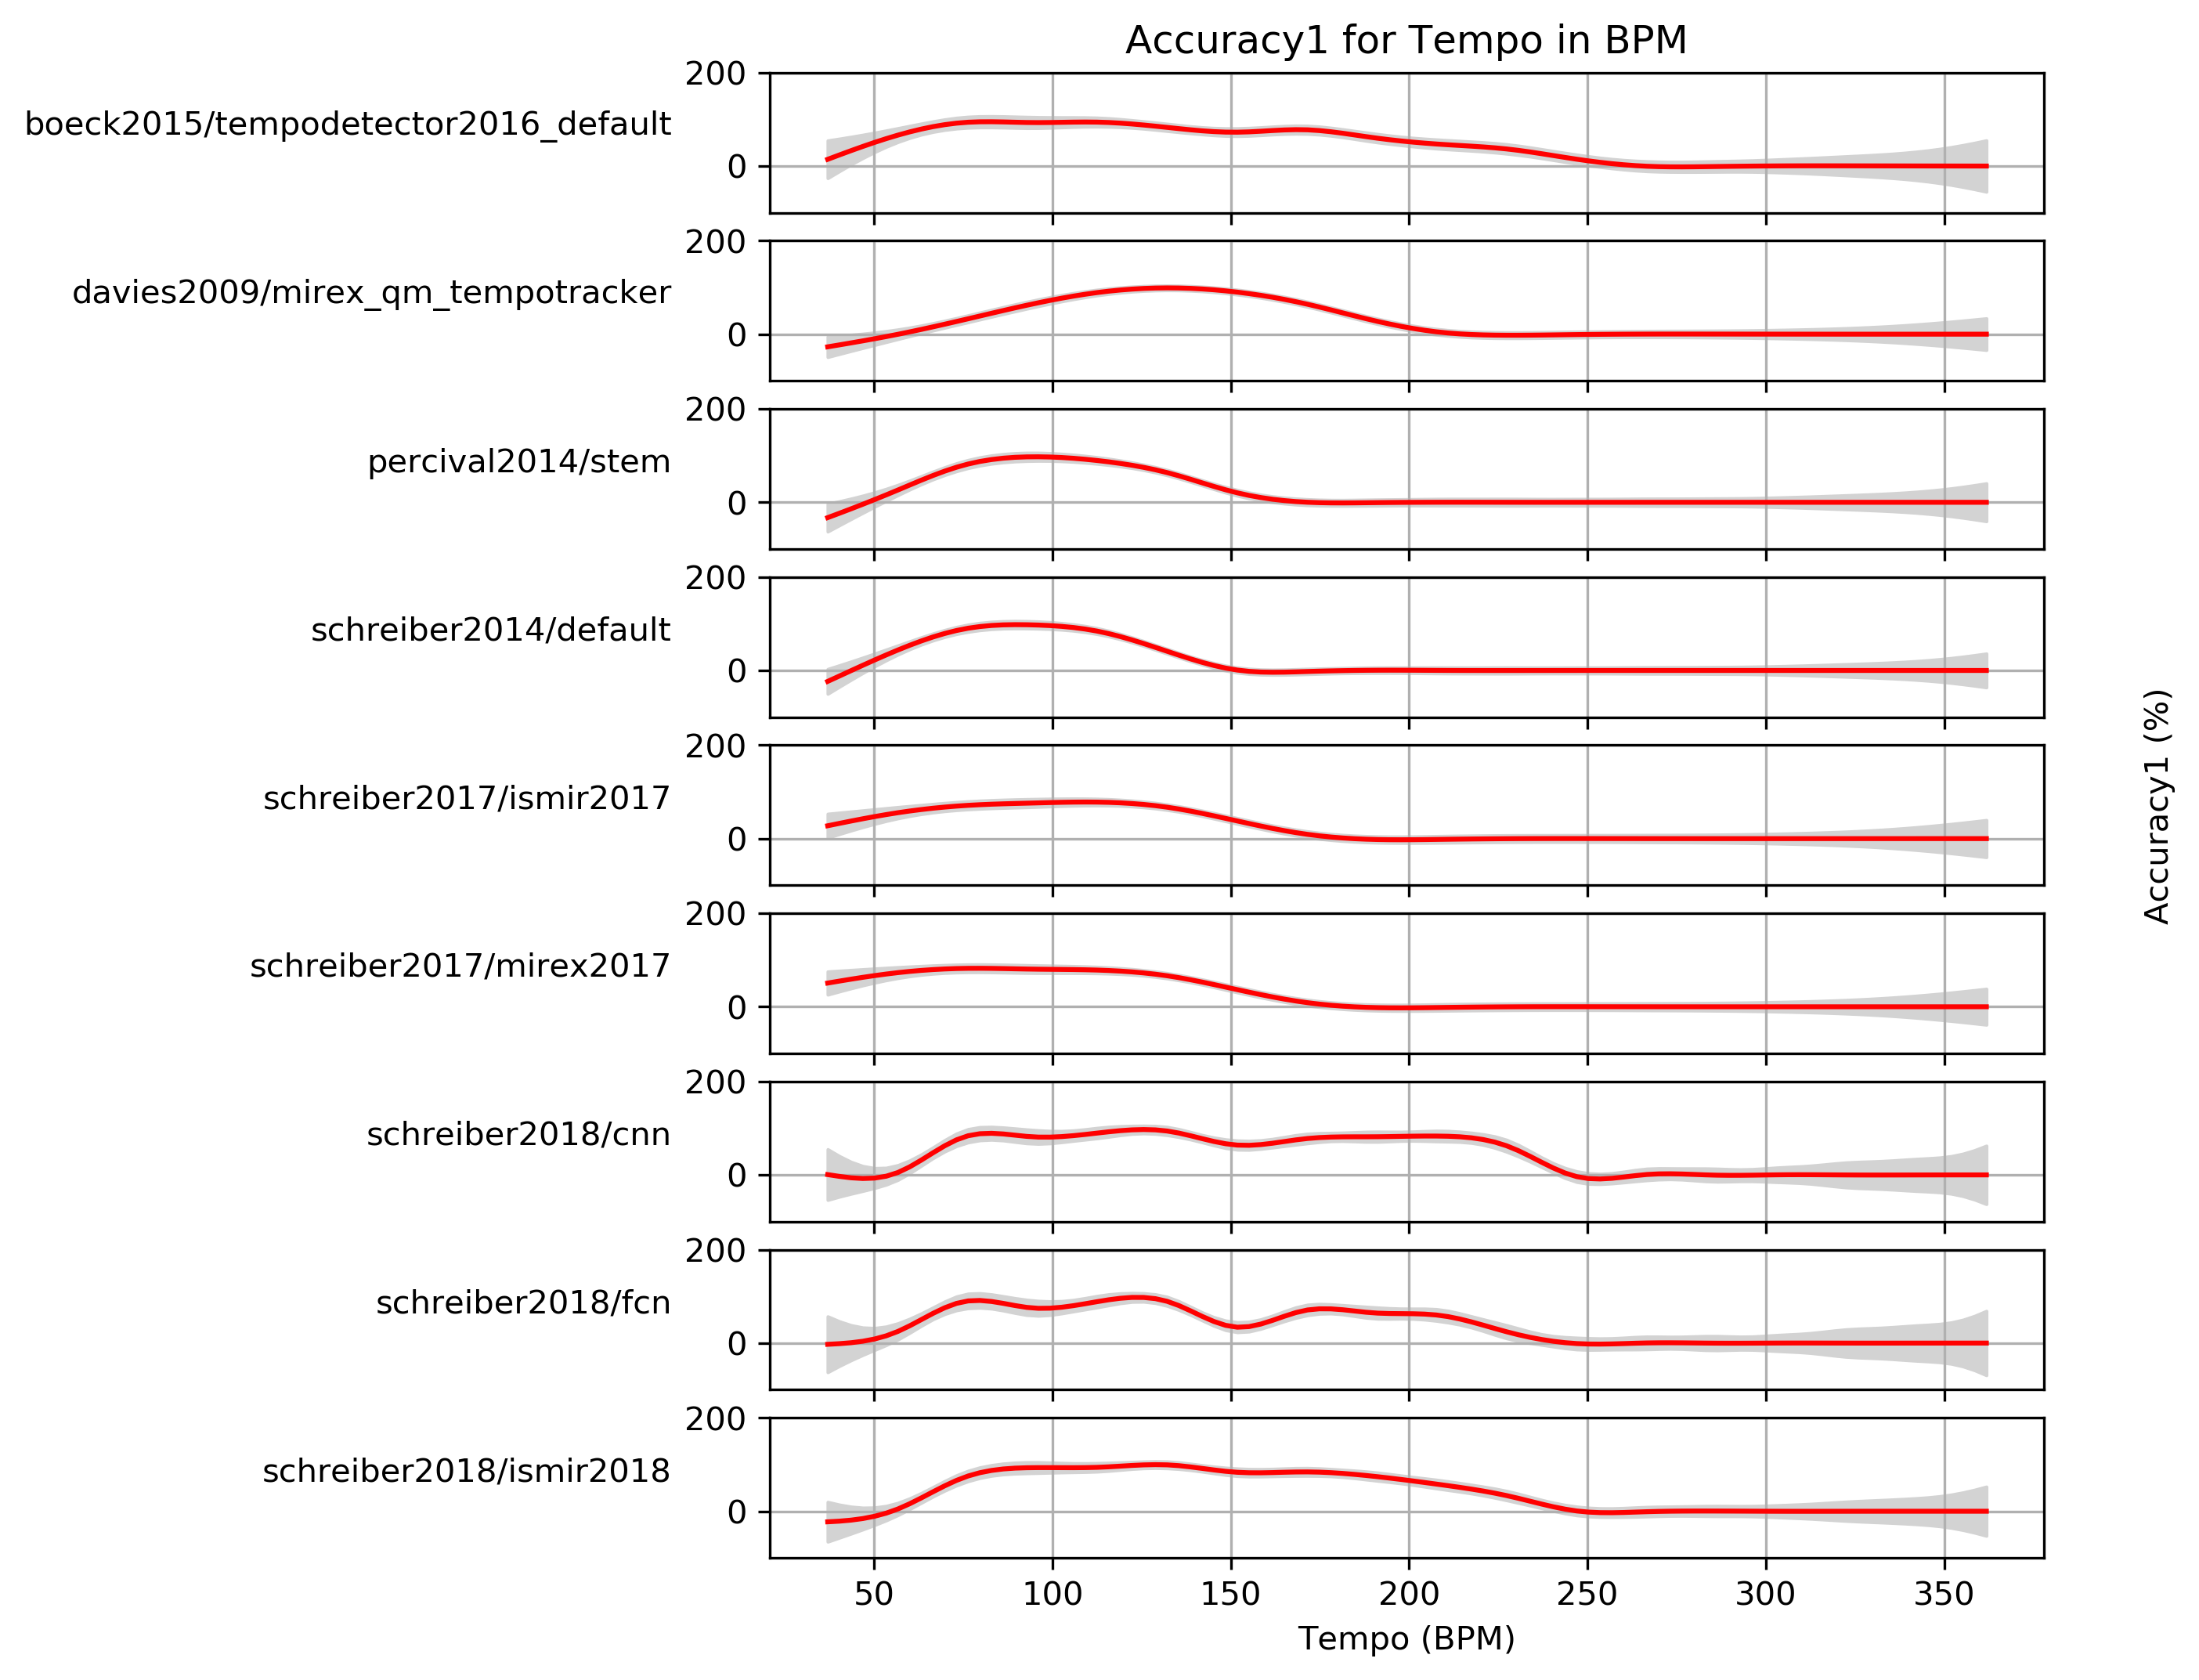 Accuracy1 for Tempo in BPM
boeck2015/tempodetector2016_default
200
0
davies2009/mirex_qm_tempotracker
200
0
percival2014/stem
200
0
schreiber2014/default
200
0
schreiber2017/ismir2017
200
0
schreiber2017/mirex2017
200
0
schreiber2018/cnn
200
0
schreiber2018/fcn
200
0
schreiber2018/ismir2018
200
0
50 100 150 200 250 300 350
Tempo (BPM)
Accuracy1 (%)